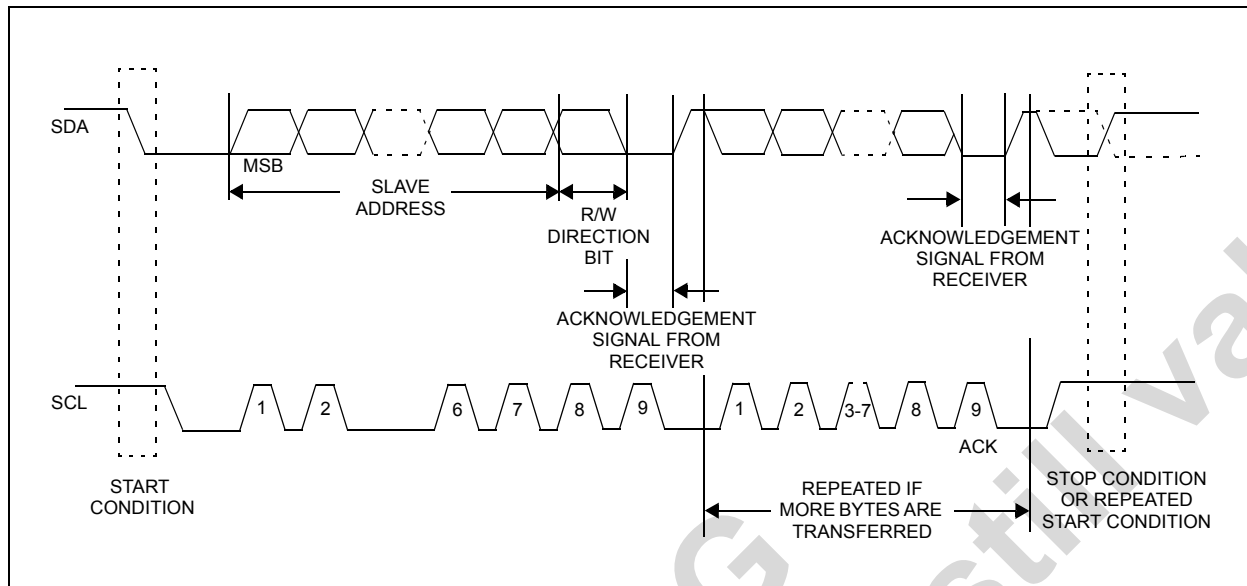 SDA
MSB
SLAVE
ADDRESS
R/W
DIRECTION
BIT
ACKNOWLEDGEMENT
SIGNAL FROM
RECEIVER
ACKNOWLEDGEMENT
SIGNAL FROM
RECEIVER
SCL
1
2
6
7
8
9
1
2
3-7
8
9
ACK
START
CONDITION
REPEATED IF
MORE BYTES ARE
TRANSFERRED
STOP CONDITION
OR REPEATED
START CONDITION
G
still